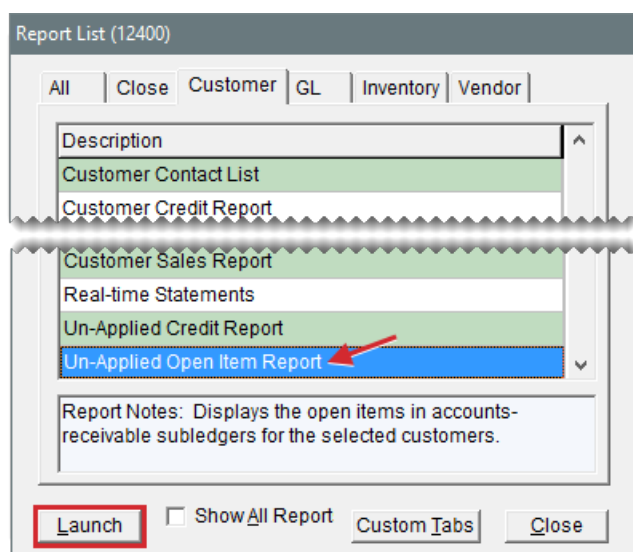 Report List (12400)
All Close Customer GL Inventory Vendor
Description
Customer Contact List
Customer Credit Report
Customer Sales Report
Real-time Statements
Un-Applied Credit Report
Un-Applied Open Item Report
Report Notes: Displays the open items in accounts-
receivable subledgers for the selected customers.
Launch Show All Report Custom Tabs Close